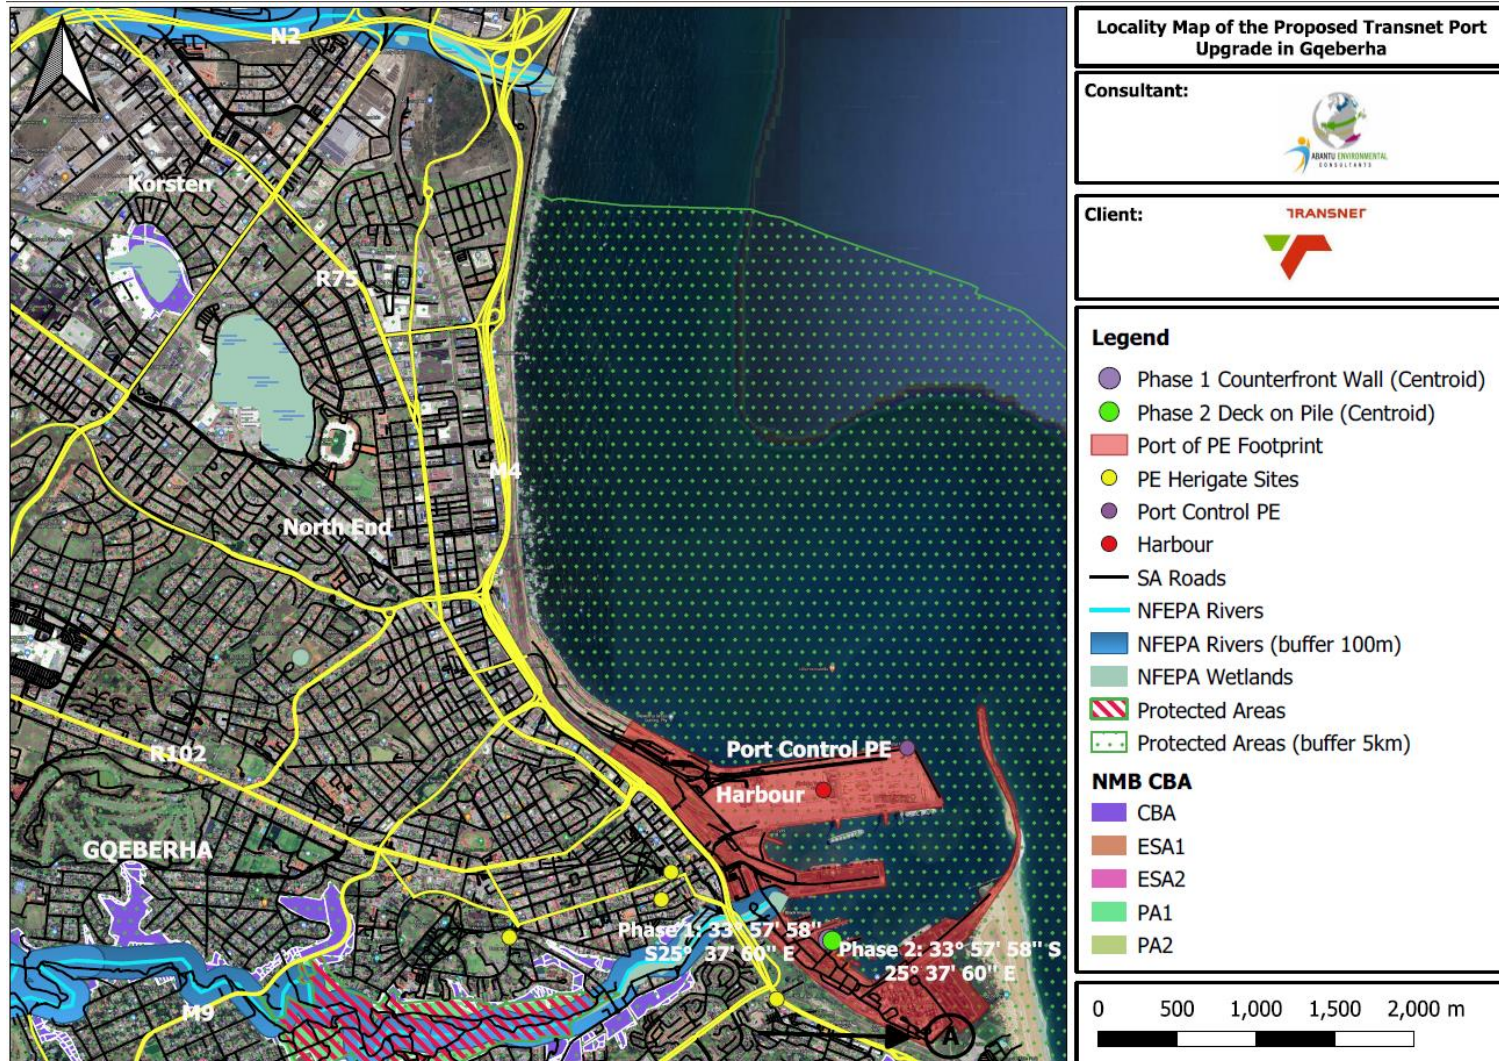 Locality Map of the Proposed Transnet Port
Upgrade in Gqeberha
Consultant:
ABANTU ENVIRONMENTAL
CONSULTANTS
Client:
TRANSNET
Legend
Phase 1 Counterfront Wall (Centroid)
Phase 2 Deck on Pile (Centroid)
Port of PE Footprint
PE Herigate Sites
Port Control PE
Harbour
SA Roads
NFEPA Rivers
NFEPA Rivers (buffer 100m)
NFEPA Wetlands
Protected Areas
Protected Areas (buffer 5km)
NMB CBA
CBA
ESA1
ESA2
PA1
PA2
0 500 1,000 1,500 2,000 m
N2
Korsten
R75
M4
North End
R102
Port Control PE
Harbour
GQEBERHA
Phase 1: 33° 57' 58''
S25° 37' 60'' E
Phase 2: 33° 57' 58'' S
25° 37' 60'' E
M9
A